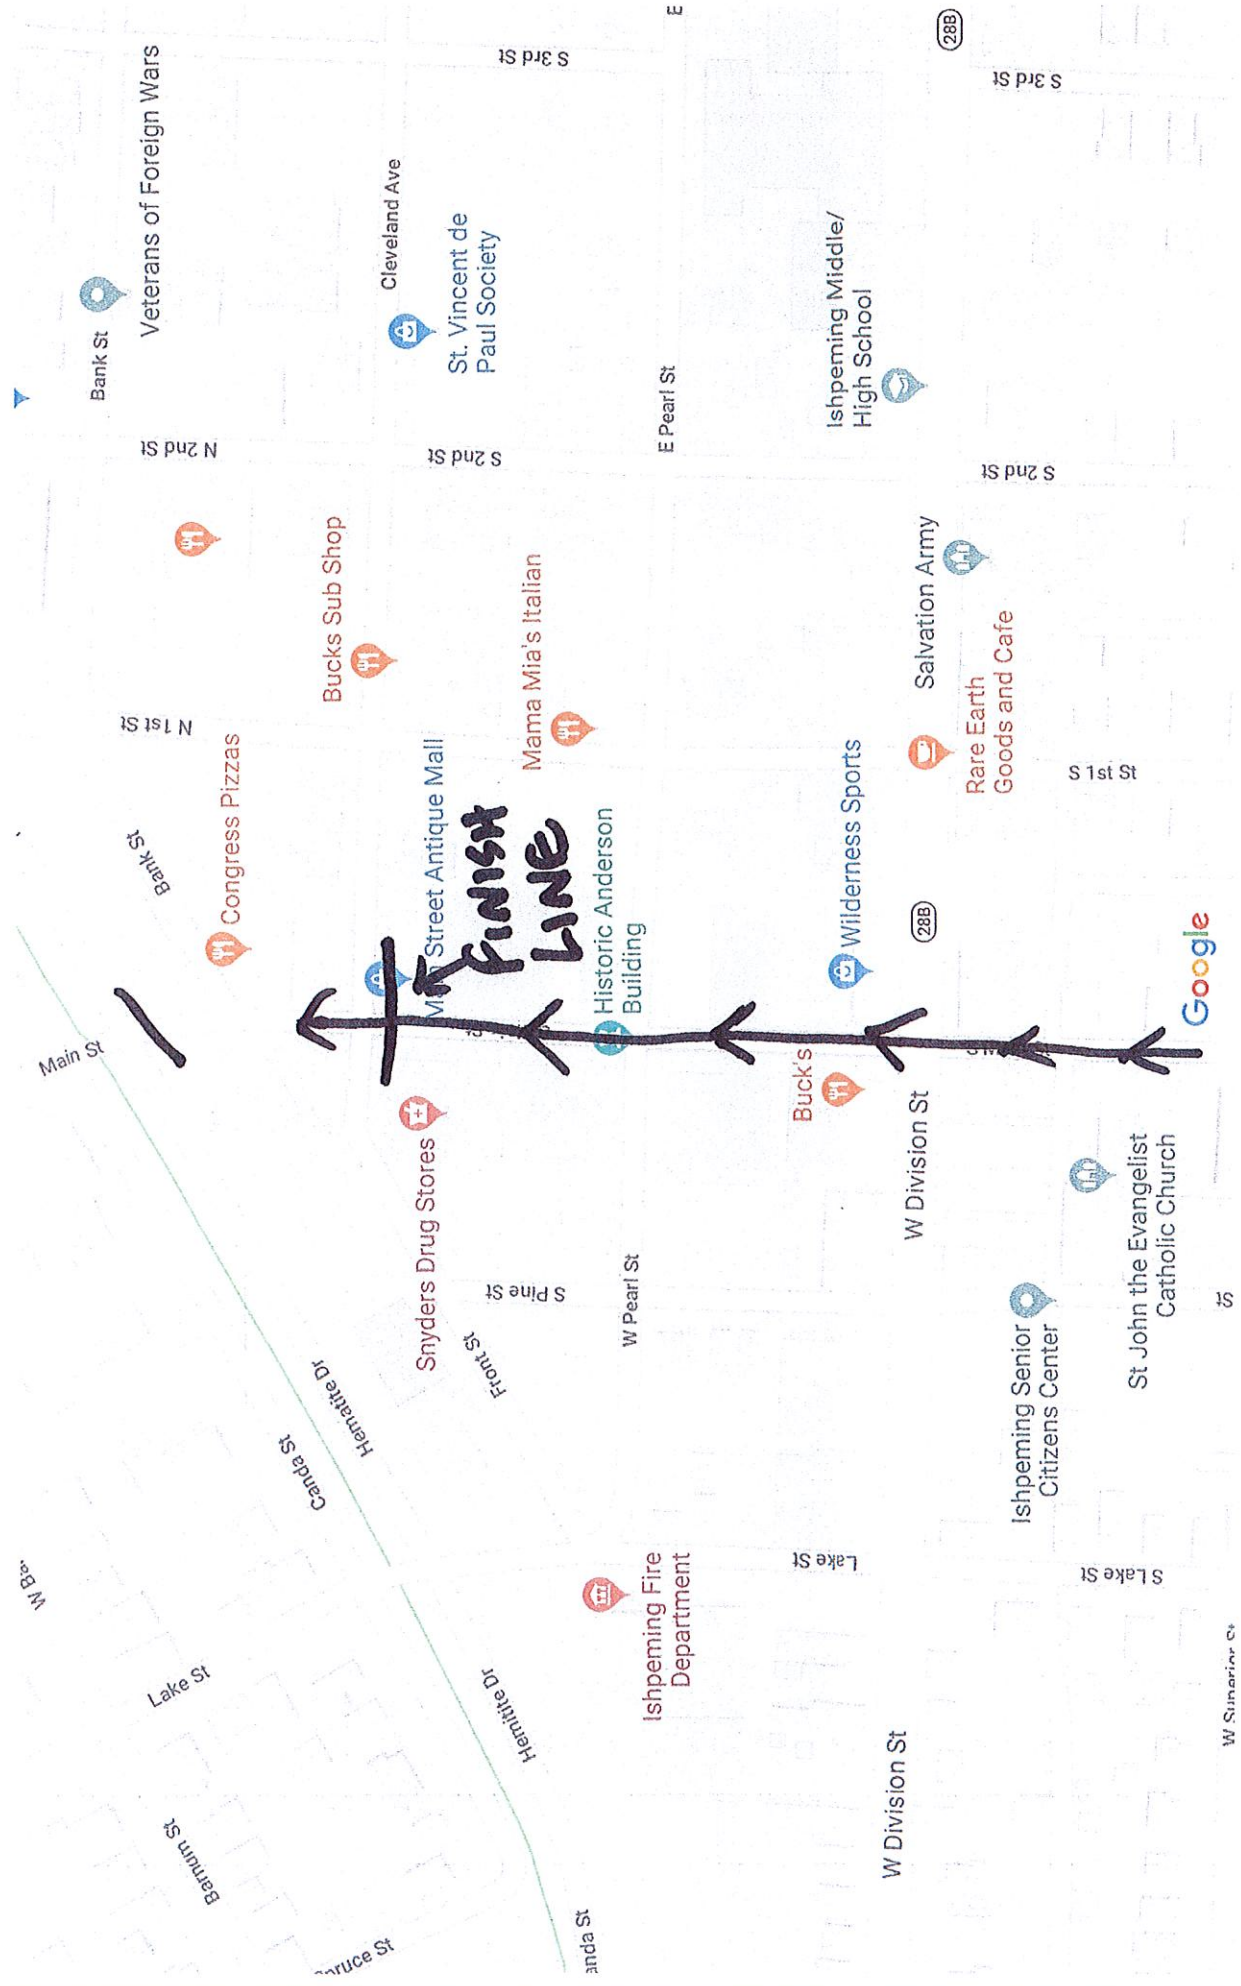 Main St
Bank St
Bank St
Veterans of Foreign Wars
Lake St
Barnum St
N 1st St
N 2nd St
Congress Pizzas
Canda St
Hematite Dr
Bucks Sub Shop
Cleveland Ave
Snyders Drug Stores
Street Antique Mall
St. Vincent de
Paul Society
S 2nd St
Front St
FINISH
LINE
Hemitite Dr
S Pine St
S 3rd St
Mama Mia's Italian
anda St
Historic Anderson
Building
W Pearl St
E Pearl St
Ishpeming Fire
Department
E
Buck's
Lake St
Wilderness Sports
Ishpeming Middle/
High School
W Division St
W Division St
28B
28B
Salvation Army
Rare Earth
Goods and Cafe
S 2nd St
S 3rd St
Ishpeming Senior
Citizens Center
S 1st St
S Lake St
St John the Evangelist
Catholic Church
Google
St